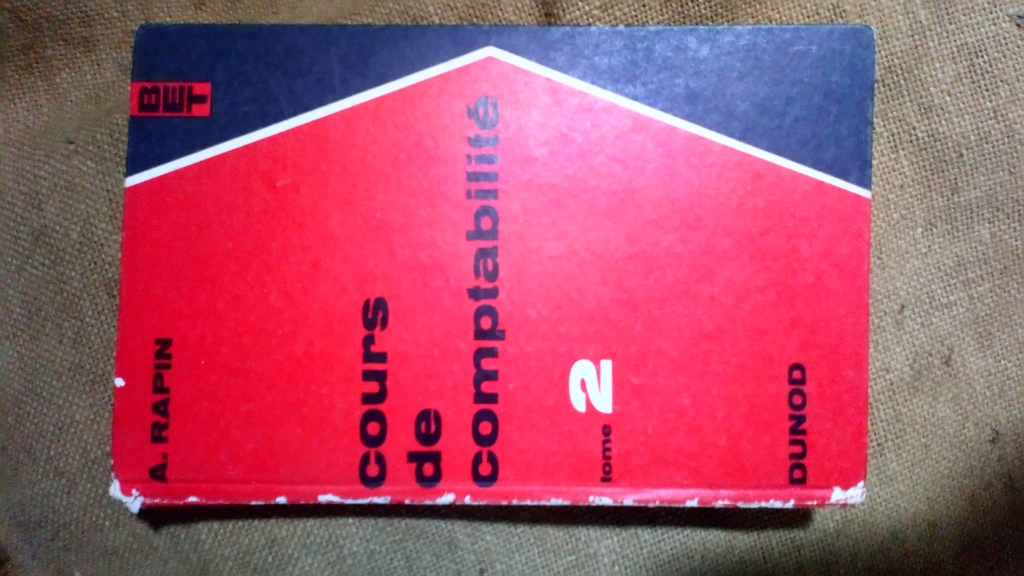 A. RAPIN
BET
cours
de
comptabilité
tome 2
DUNOD